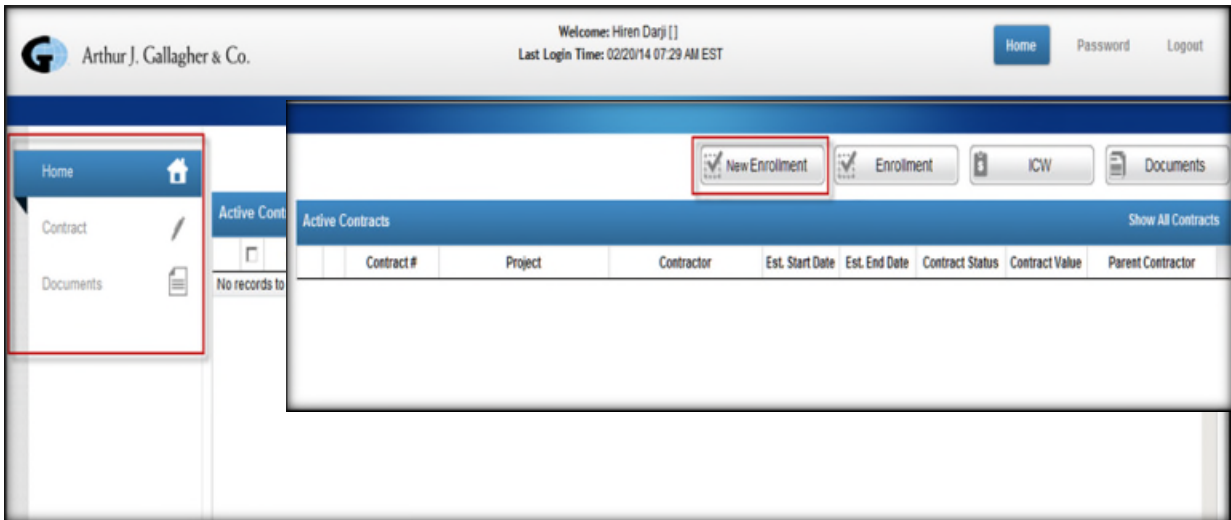 Arthur J. Gallagher & Co.
Welcome: Hiren Darji []
Last Login Time: 02/20/14 07:29 AM EST
Home Password Logout
Home
Contract
Documents
Active Cont
No records to
New Enrollment Enrollment ICW Documents
Active Contracts Show All Contracts
Contract # Project Contractor Est. Start Date Est. End Date Contract Status Contract Value Parent Contractor